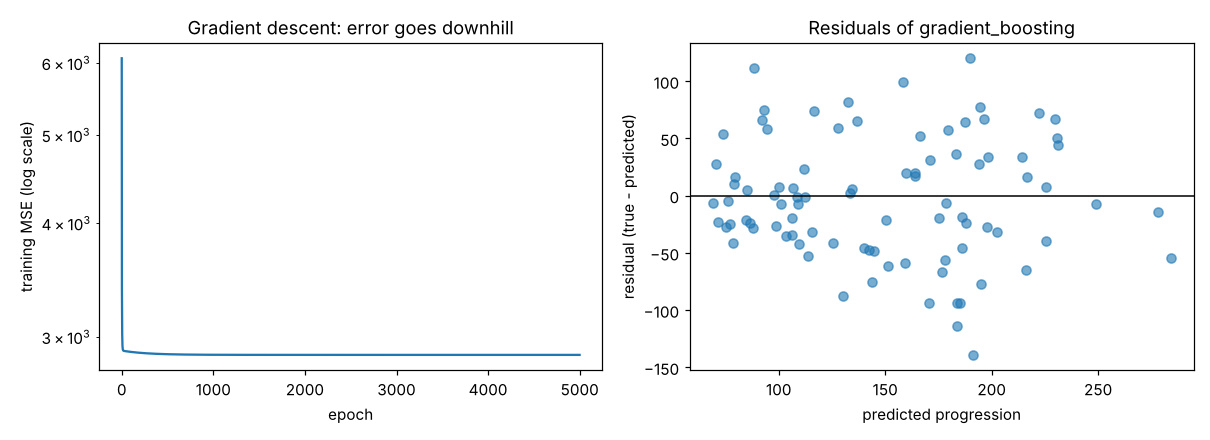 Gradient descent: error goes downhill
6 × 10³
5 × 10³
4 × 10³
3 × 10³
training MSE (log scale)
0 1000 2000 3000 4000 5000
epoch
Residuals of gradient_boosting
100
50
0
−50
−100
−150
residual (true - predicted)
100 150 200 250
predicted progression